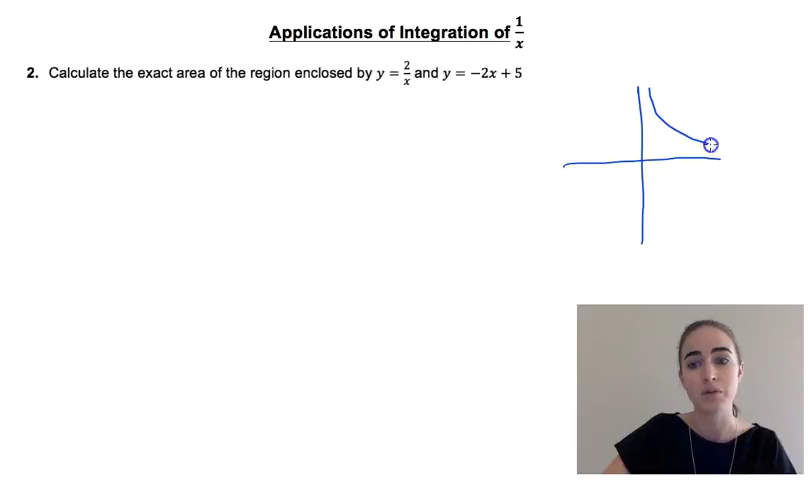 Applications of Integration of 1/x
2. Calculate the exact area of the region enclosed by y = 2/x and y = −2x + 5